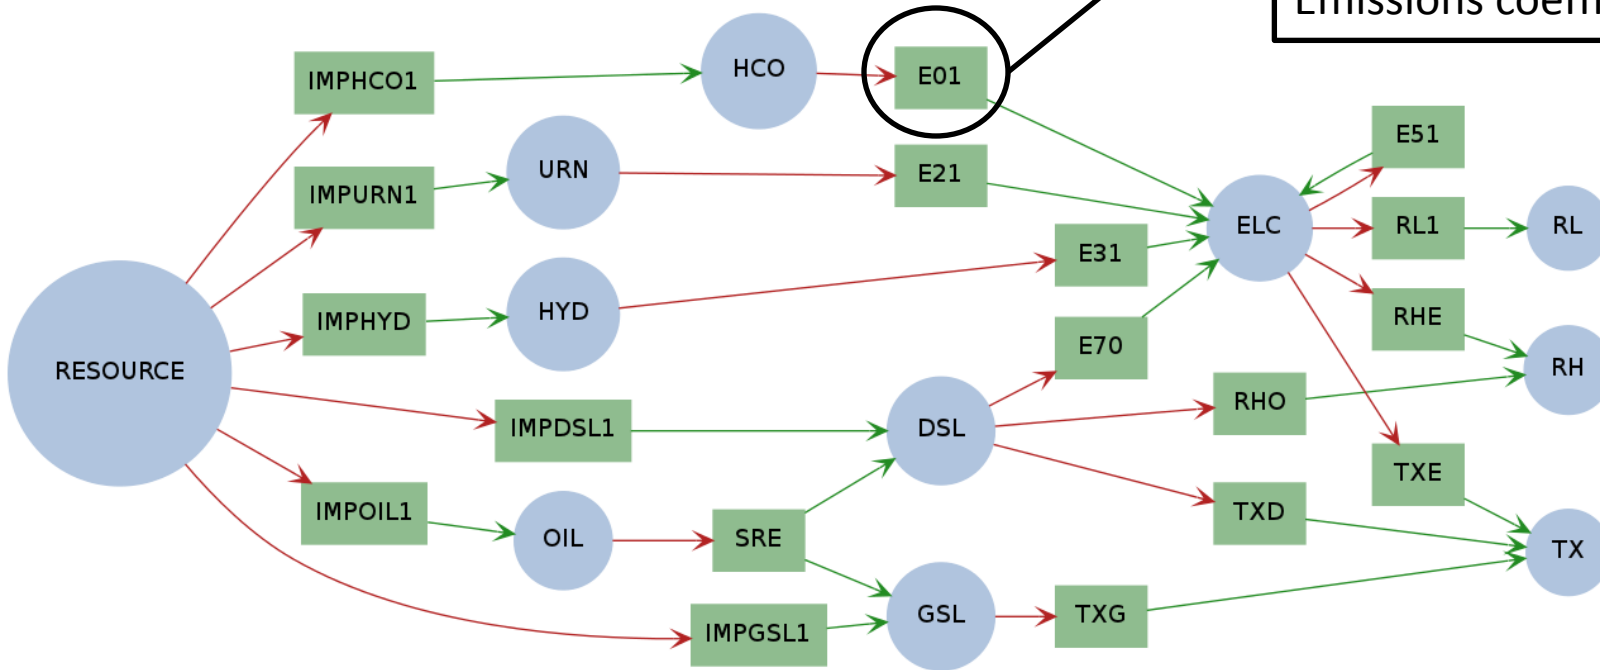 Emissions
IMPHCO1
HCO
E01
E51
IMPURN1
URN
E21
ELC
RL1
RL
E31
IMPHYD
HYD
RHE
E70
RESOURCE
RH
IMPDSL1
DSL
RHO
TXE
IMPOIL1
OIL
SRE
TXD
TX
IMPGSL1
GSL
TXG